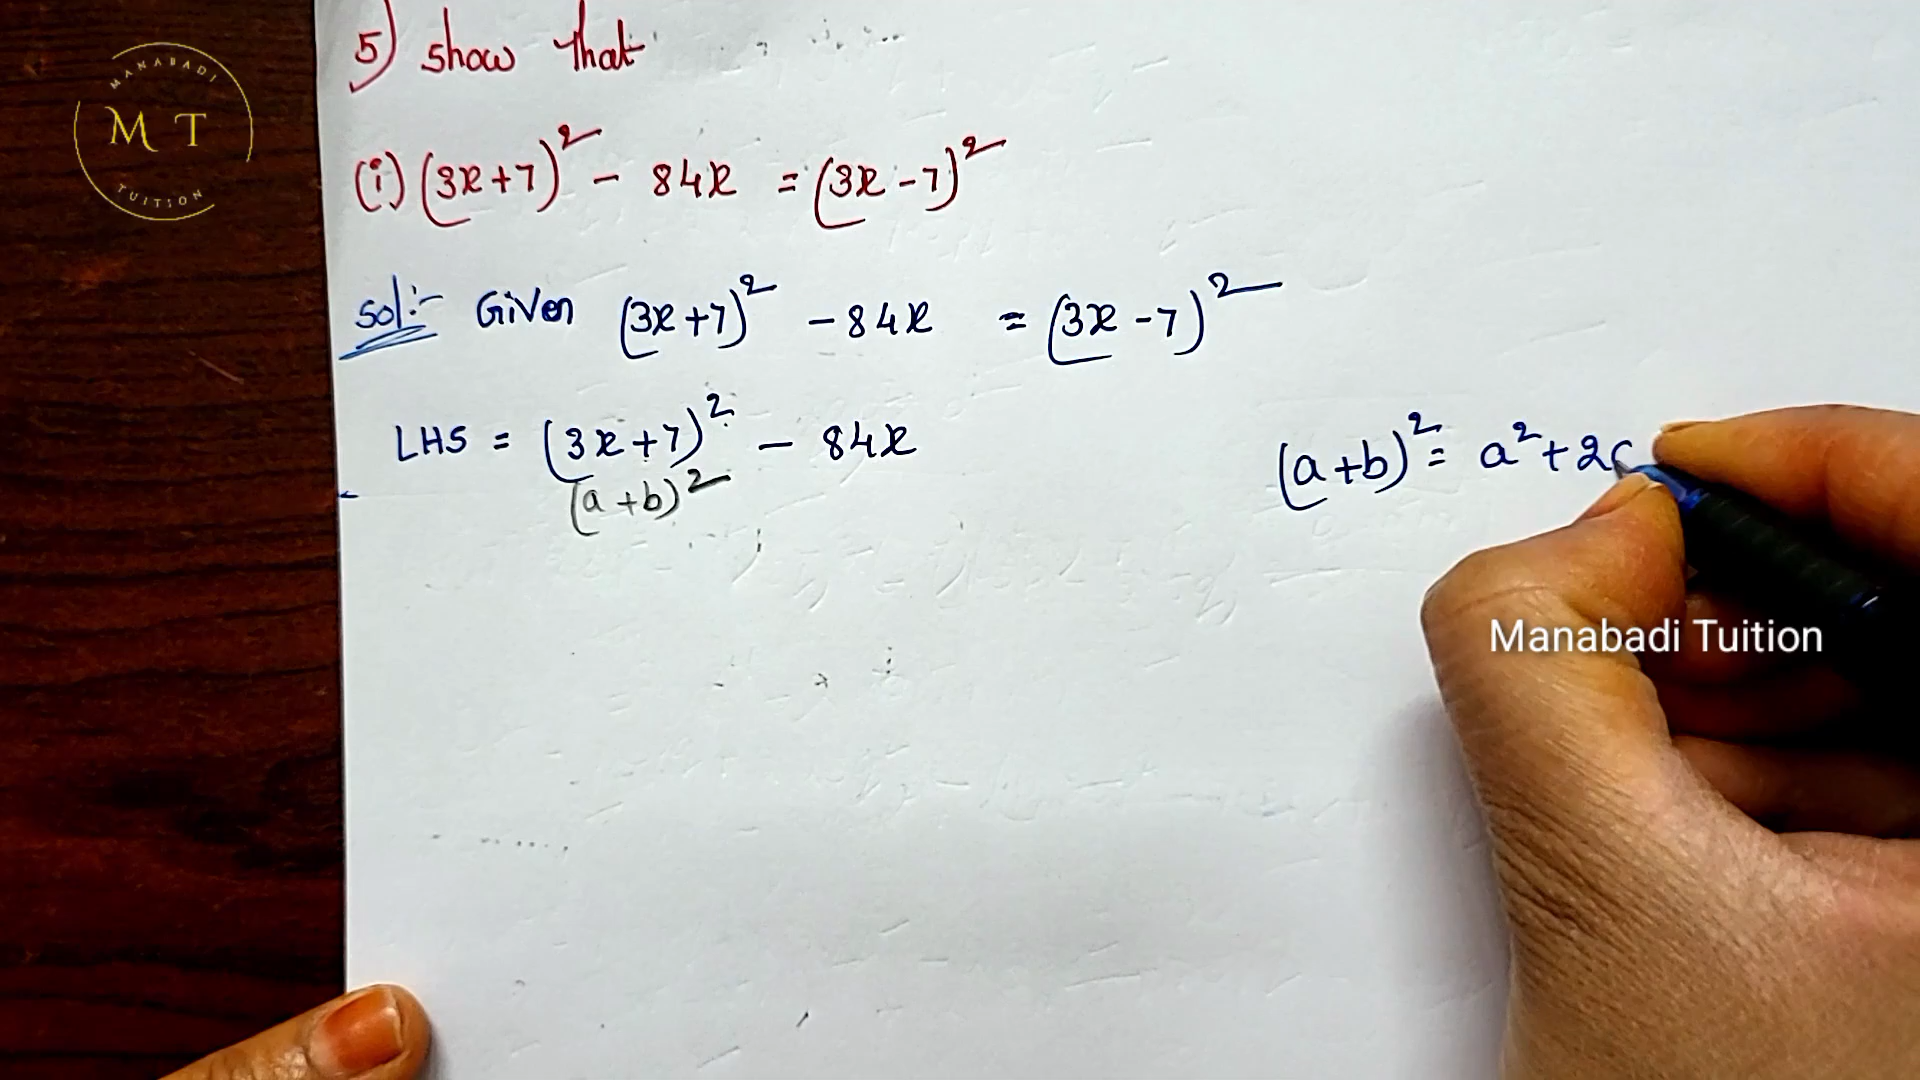 MANABADI
M T
TUITION
5) show that
(i) (3x+7)² - 84x = (3x-7)²
Sol:- Given (3x+7)² - 84x = (3x-7)²
LHS = (3x+7)² - 84x
(a+b)²
(a+b)² = a²+2a
Manabadi Tuition